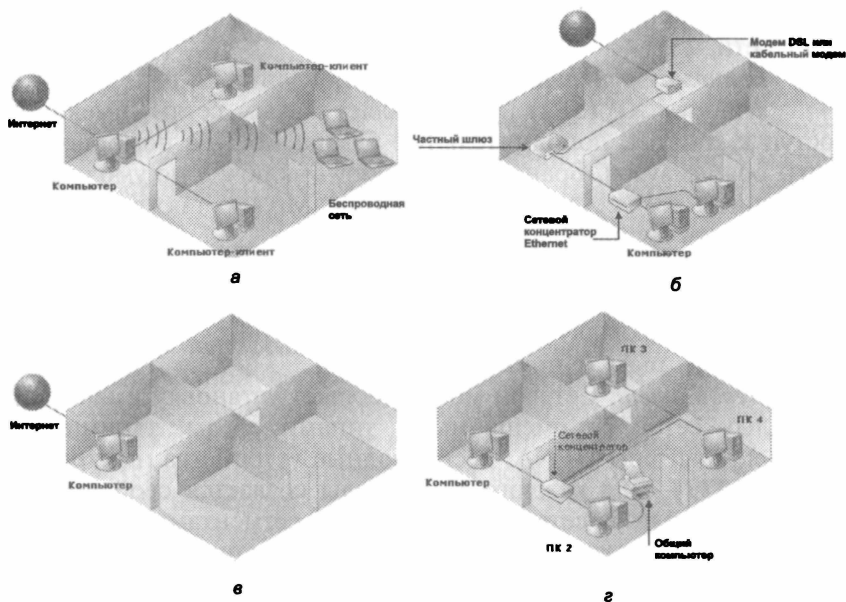 Компьютер-клиент
Интернет
Компьютер
Беспроводная
сеть
Компьютер-клиент
а
Модем DSL или
кабельный модем
Частный шлюз
Сетевой
концентратор
Ethernet
Компьютер
б
Интернет
Компьютер
в
ПК 3
ПК 4
Сетевой
концентратор
Компьютер
ПК 2
Общий
компьютер
г